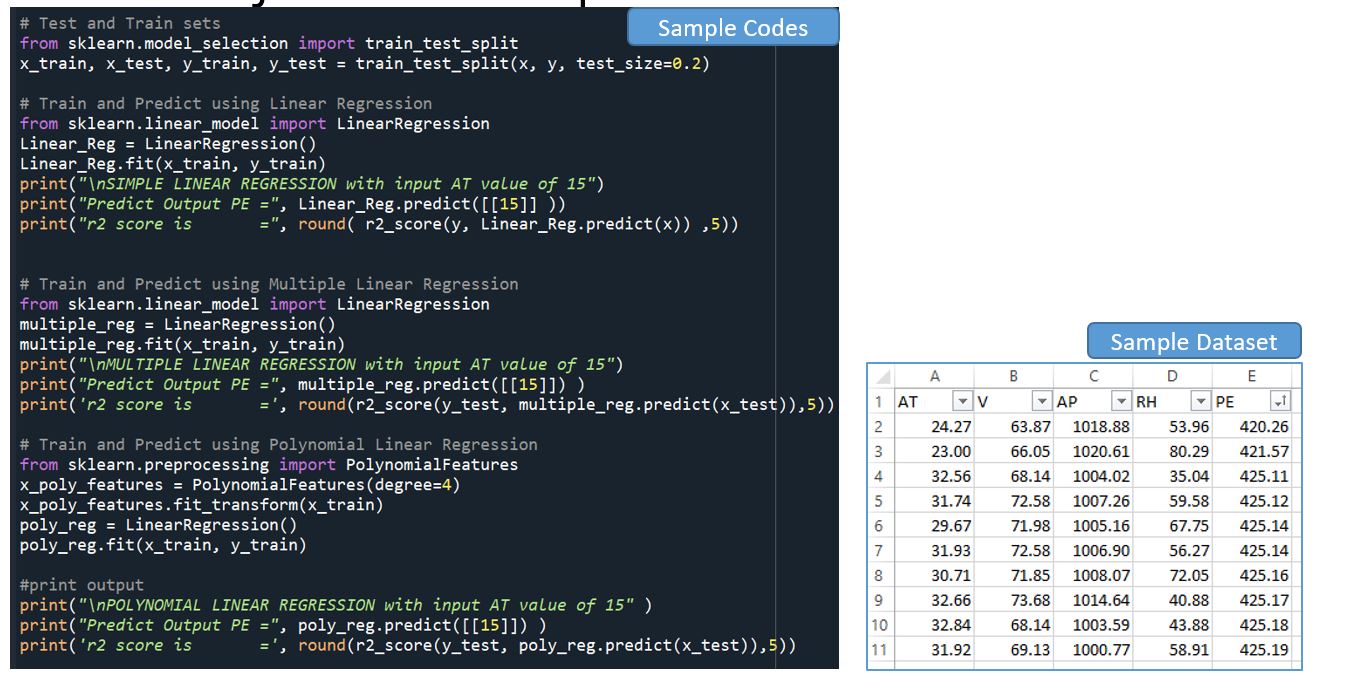 Sample Codes
# Test and Train sets
from sklearn.model_selection import train_test_split
x_train, x_test, y_train, y_test = train_test_split(x, y, test_size=0.2)
# Train and Predict using Linear Regression
from sklearn.linear_model import LinearRegression
Linear_Reg = LinearRegression()
Linear_Reg.fit(x_train, y_train)
print("\nSIMPLE LINEAR REGRESSION with input AT value of 15")
print("Predict Output PE =", Linear_Reg.predict([[15]] ))
print("r2 score is       =", round( r2_score(y, Linear_Reg.predict(x)) ,5))
# Train and Predict using Multiple Linear Regression
from sklearn.linear_model import LinearRegression
multiple_reg = LinearRegression()
multiple_reg.fit(x_train, y_train)
print("\nMULTIPLE LINEAR REGRESSION with input AT value of 15")
print("Predict Output PE =", multiple_reg.predict([[15]]) )
print('r2 score is       =', round(r2_score(y_test, multiple_reg.predict(x_test)),5))
# Train and Predict using Polynomial Linear Regression
from sklearn.preprocessing import PolynomialFeatures
x_poly_features = PolynomialFeatures(degree=4)
x_poly_features.fit_transform(x_train)
poly_reg = LinearRegression()
poly_reg.fit(x_train, y_train)
#print output
print("\nPOLYNOMIAL LINEAR REGRESSION with input AT value of 15" )
print("Predict Output PE =", poly_reg.predict([[15]]) )
print('r2 score is       =', round(r2_score(y_test, poly_reg.predict(x_test)),5))
Sample Dataset
A B C D E
1 AT V AP RH PE
2 24.27 63.87 1018.88 53.96 420.26
3 23.00 66.05 1020.61 80.29 421.57
4 32.56 68.14 1004.02 35.04 425.11
5 31.74 72.58 1007.26 59.58 425.12
6 29.67 71.98 1005.16 67.75 425.14
7 31.93 72.58 1006.90 56.27 425.14
8 30.71 71.85 1008.07 72.05 425.16
9 32.66 73.68 1014.64 40.88 425.17
10 32.84 68.14 1003.59 43.88 425.18
11 31.92 69.13 1000.77 58.91 425.19